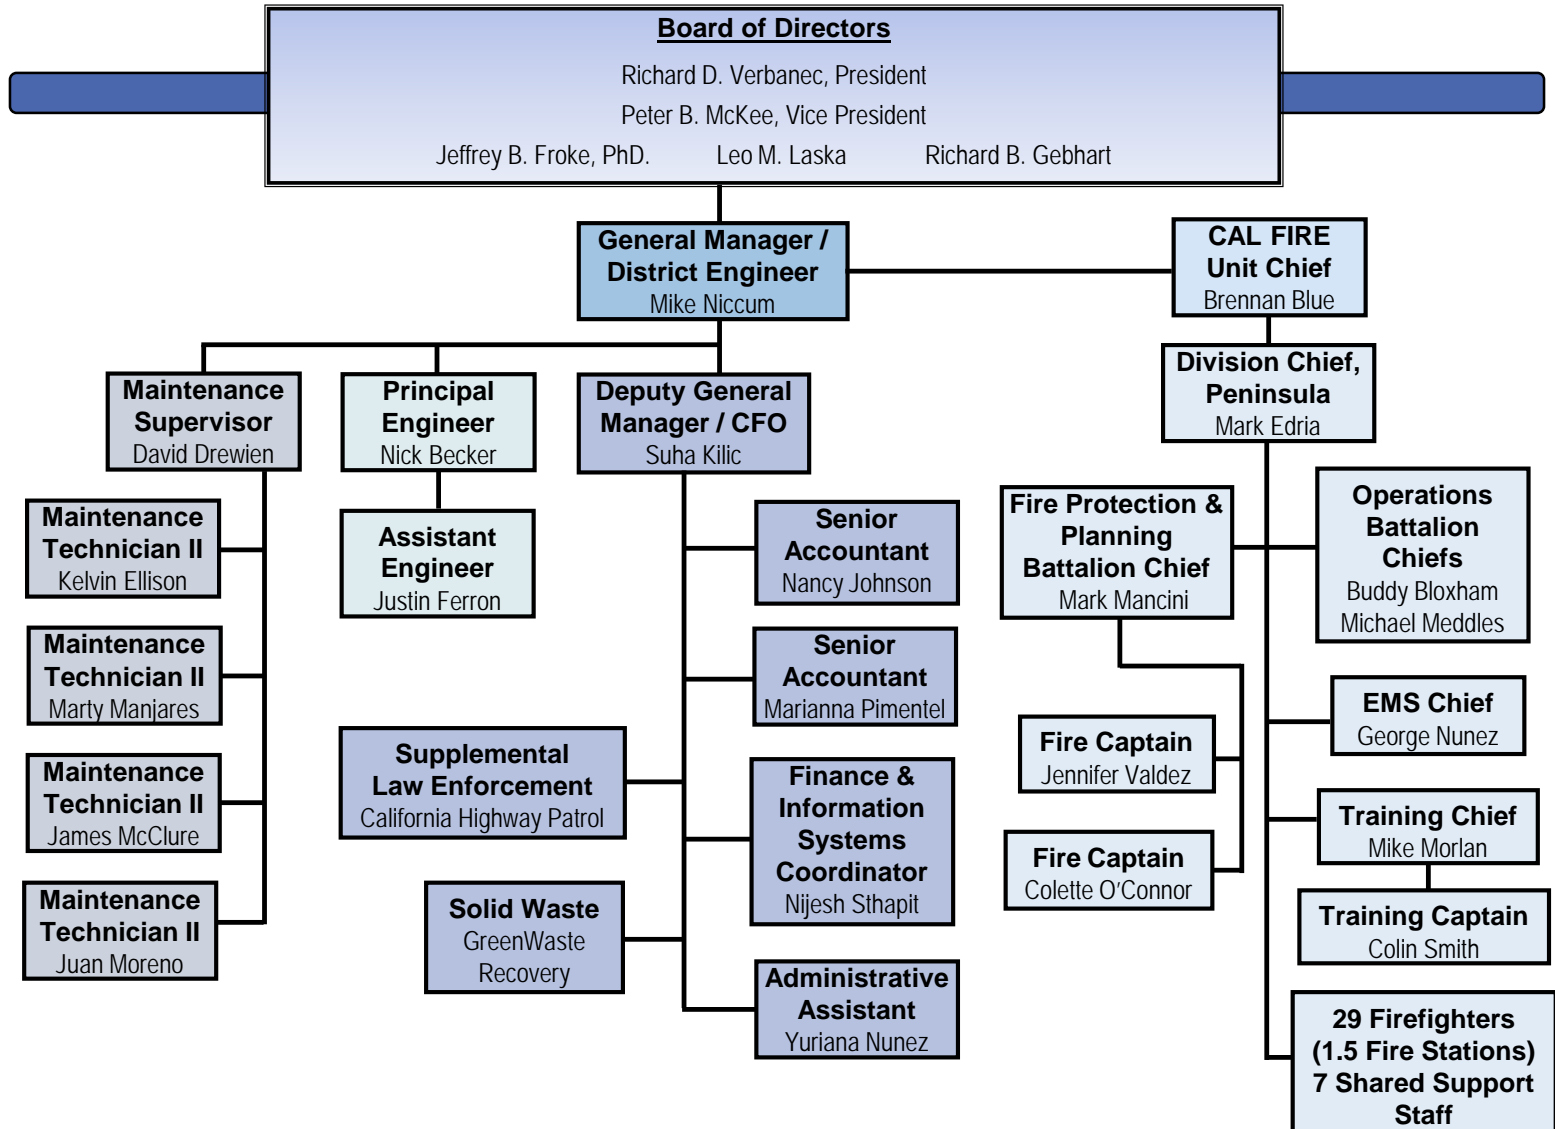 Board of Directors
Richard D. Verbanec, President
Peter B. McKee, Vice President
Jeffrey B. Froke, PhD. Leo M. Laska Richard B. Gebhart
General Manager /
District Engineer
Mike Niccum
CAL FIRE
Unit Chief
Brennan Blue
Maintenance
Supervisor
David Drewien
Principal
Engineer
Nick Becker
Deputy General
Manager / CFO
Suha Kilic
Division Chief,
Peninsula
Mark Edria
Maintenance
Technician II
Kelvin Ellison
Maintenance
Technician II
Marty Manjares
Maintenance
Technician II
James McClure
Maintenance
Technician II
Juan Moreno
Assistant
Engineer
Justin Ferron
Senior
Accountant
Nancy Johnson
Senior
Accountant
Marianna Pimentel
Supplemental
Law Enforcement
California Highway Patrol
Finance &
Information
Systems
Coordinator
Nijesh Sthapit
Solid Waste
GreenWaste
Recovery
Administrative
Assistant
Yuriana Nunez
Fire Protection &
Planning
Battalion Chief
Mark Mancini
Fire Captain
Jennifer Valdez
Fire Captain
Colette O’Connor
Operations
Battalion
Chiefs
Buddy Bloxham
Michael Meddles
EMS Chief
George Nunez
Training Chief
Mike Morlan
Training Captain
Colin Smith
29 Firefighters
(1.5 Fire Stations)
7 Shared Support
Staff